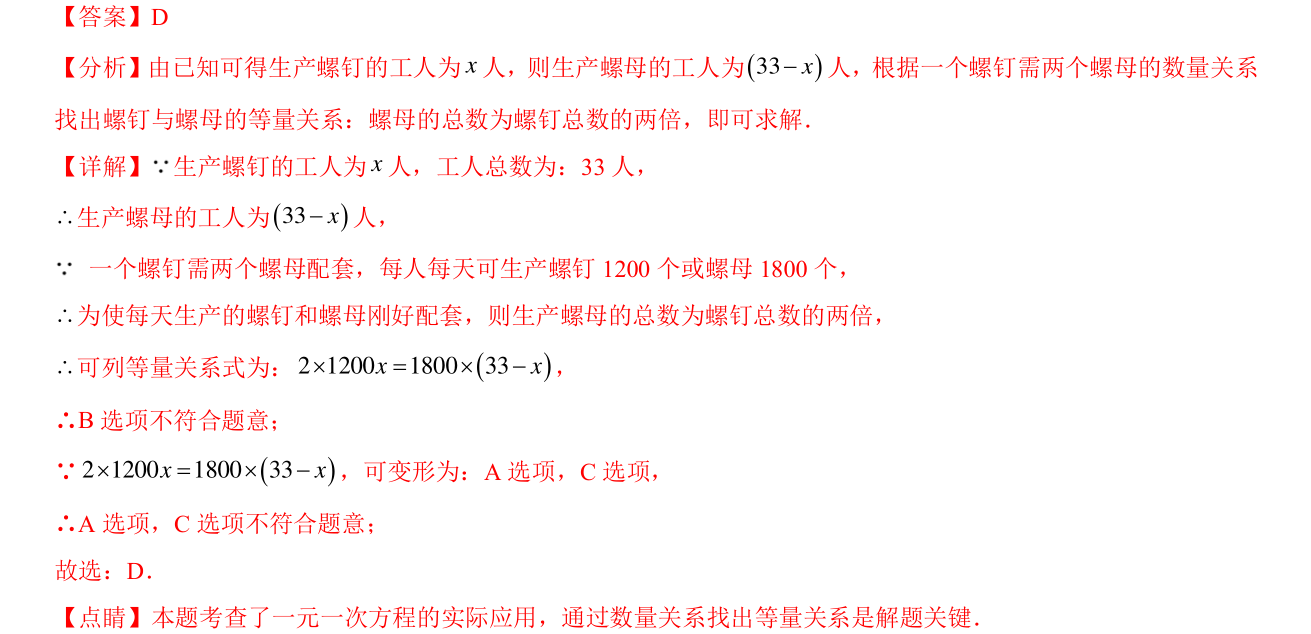 【答案】D
【分析】由已知可得生产螺钉的工人为x人，则生产螺母的工人为(33−x)人，根据一个螺钉需两个螺母的数量关系
找出螺钉与螺母的等量关系：螺母的总数为螺钉总数的两倍，即可求解．
【详解】∵生产螺钉的工人为x人，工人总数为：33人，
∴生产螺母的工人为(33−x)人，
∵ 一个螺钉需两个螺母配套，每人每天可生产螺钉1200个或螺母1800个，
∴为使每天生产的螺钉和螺母刚好配套，则生产螺母的总数为螺钉总数的两倍，
∴可列等量关系式为：2×1200x=1800×(33−x)，
∴B选项不符合题意；
∵2×1200x=1800×(33−x)，可变形为：A选项，C选项，
∴A选项，C选项不符合题意；
故选：D．
【点睛】本题考查了一元一次方程的实际应用，通过数量关系找出等量关系是解题关键．